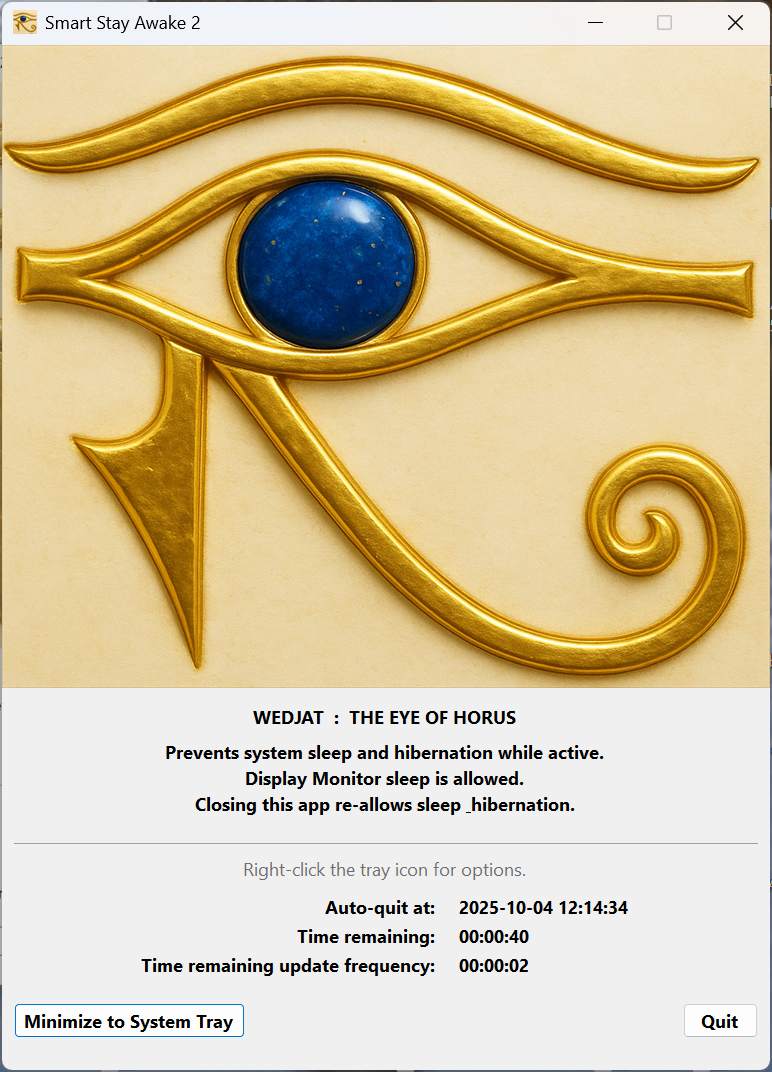 Smart Stay Awake 2
WEDJAT : THE EYE OF HORUS
Prevents system sleep and hibernation while active.
Display Monitor sleep is allowed.
Closing this app re-allows sleep _hibernation.
Right-click the tray icon for options.
Auto-quit at: 2025-10-04 12:14:34
Time remaining: 00:00:40
Time remaining update frequency: 00:00:02
Minimize to System Tray Quit